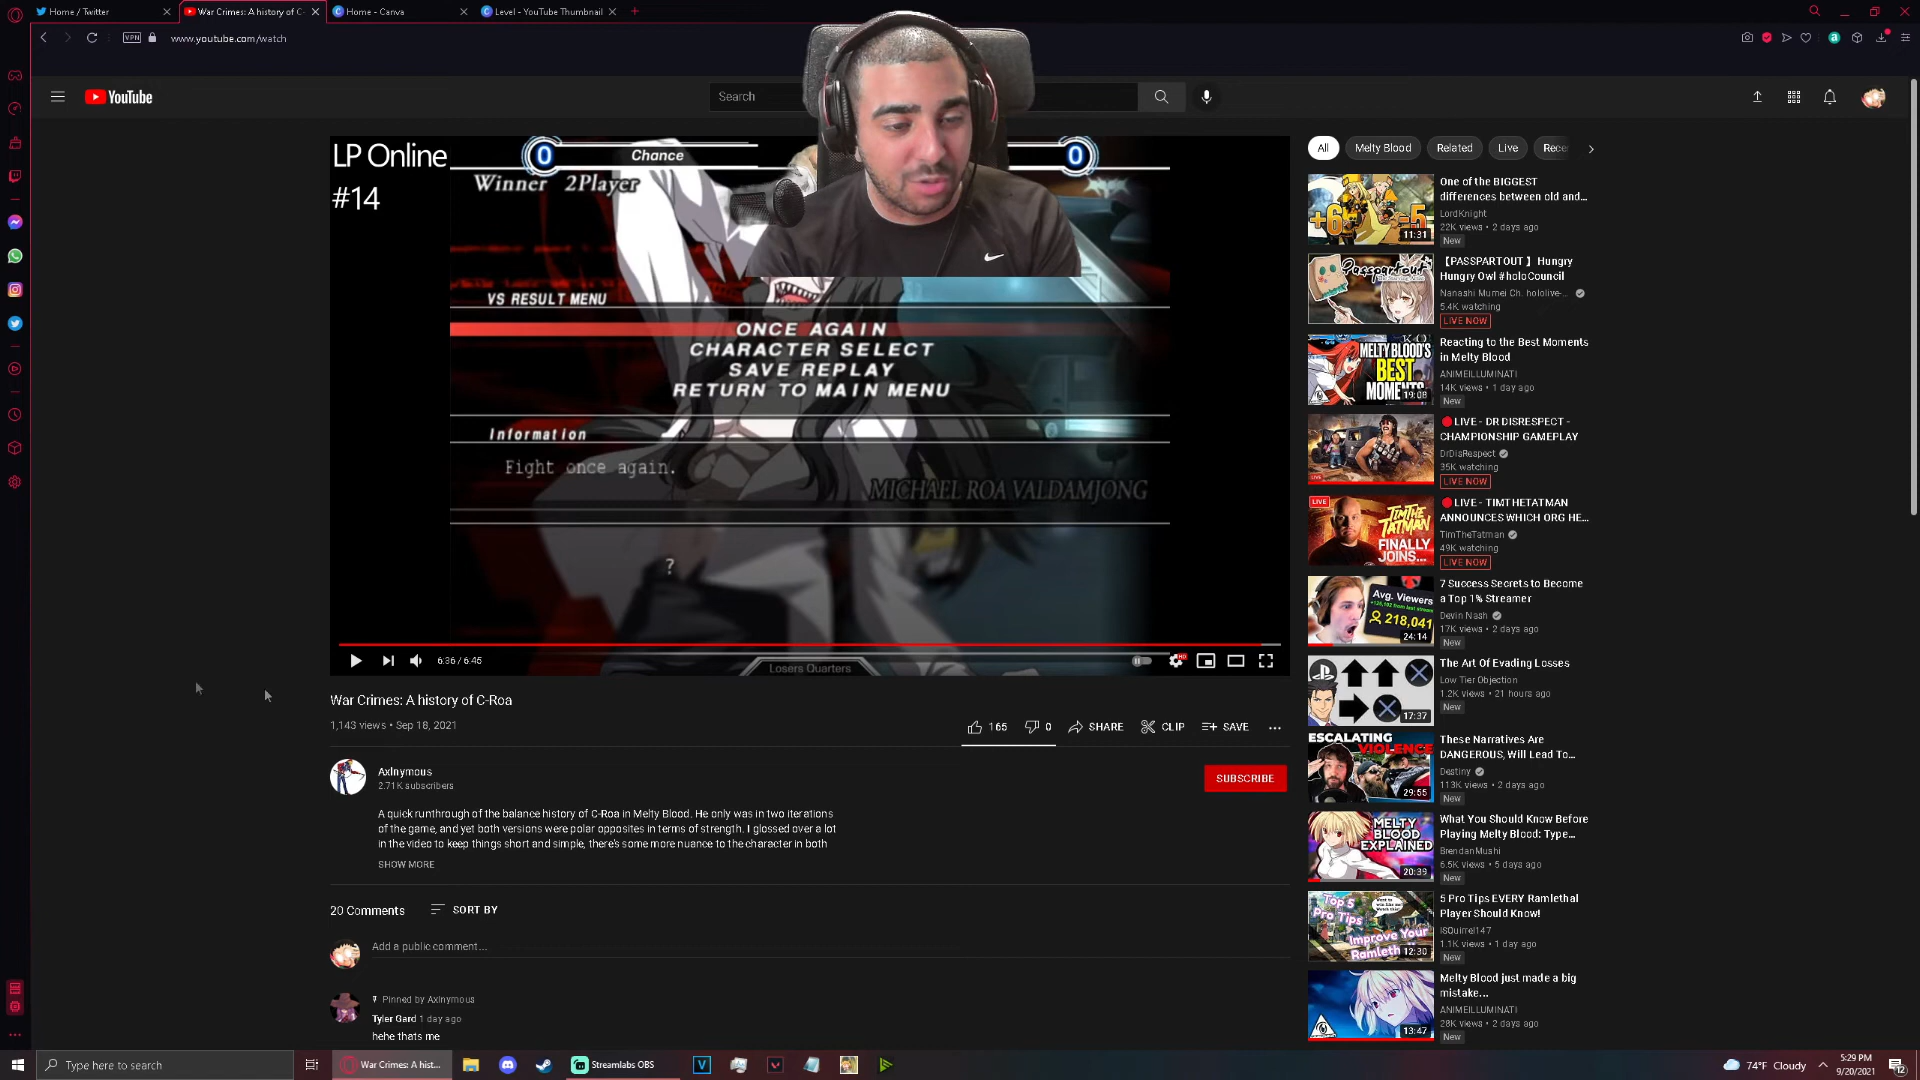 Home / Twitter
War Crimes: A history of C-
Home - Canva
Level - YouTube Thumbnail
VPN
www.youtube.com/watch
YouTube
Search
LP Online
#14
0
Chance
0
Winner 2Player
VS RESULT MENU
ONCE AGAIN
CHARACTER SELECT
SAVE REPLAY
RETURN TO MAIN MENU
Information
Fight once again.
MICHAEL ROA VALDAMJONG
?
6:36 / 6:45
Losers Quarters
War Crimes: A history of C-Roa
1,143 views • Sep 18, 2021
165
0
SHARE
CLIP
SAVE
AxInymous
2.71K subscribers
SUBSCRIBE
A quick runthrough of the balance history of C-Roa in Melty Blood. He only was in two iterations
of the game, and yet both versions were polar opposites in terms of strength. I glossed over a lot
in the video to keep things short and simple, there's some more nuance to the character in both
SHOW MORE
20 Comments
SORT BY
Add a public comment...
Pinned by AxInymous
Tyler Gard 1 day ago
hehe thats me
All
Melty Blood
Related
Live
Rece
+6
-5
11:31
One of the BIGGEST
differences between old and...
LordKnight
22K views • 2 days ago
New
Passpartout
【PASSPARTOUT】Hungry
Hungry Owl #holoCouncil
Nanashi Mumei Ch. hololive-...
5.4K watching
LIVE NOW
MELTY BLOOD'S
BEST
MOMENTS
19:08
Reacting to the Best Moments
in Melty Blood
ANIMEILLUMINATI
14K views • 1 day ago
New
LIVE - DR DISRESPECT -
CHAMPIONSHIP GAMEPLAY
DrDisRespect
35K watching
LIVE NOW
LIVE
TIMTHE
TATMAN
FINALLY
JOINS...
LIVE - TIMTHETATMAN
ANNOUNCES WHICH ORG HE...
TimTheTatman
49K watching
LIVE NOW
Avg. Viewers
218,041
24:14
7 Success Secrets to Become
a Top 1% Streamer
Devin Nash
17K views • 2 days ago
New
17:37
The Art Of Evading Losses
Low Tier Objection
1.2K views • 21 hours ago
New
ESCALATING
VIOLENCE
29:55
These Narratives Are
DANGEROUS, Will Lead To...
Destiny
113K views • 2 days ago
New
MELTY
BLOOD
EXPLAINED
20:39
What You Should Know Before
Playing Melty Blood: Type...
BrendanMushi
6.5K views • 5 days ago
New
Top 5
Pro Tips
Improve Your
Ramleth
12:30
5 Pro Tips EVERY Ramlethal
Player Should Know!
ISquirrel147
1.1K views • 1 day ago
New
13:47
Melty Blood just made a big
mistake...
ANIMEILLUMINATI
28K views • 2 days ago
New
Type here to search
War Crimes: A hist...
Streamlabs OBS
74°F Cloudy
5:29 PM
9/20/2021
12